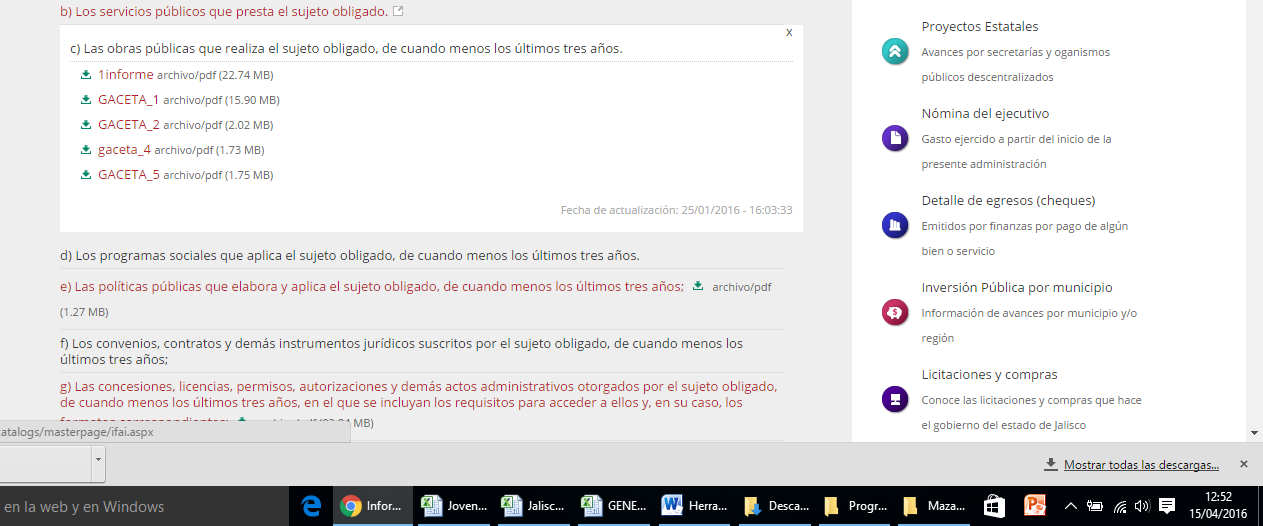 b) Los servicios públicos que presta el sujeto obligado.
x
c) Las obras públicas que realiza el sujeto obligado, de cuando menos los últimos tres años.
1informe archivo/pdf (22.74 MB)
GACETA_1 archivo/pdf (15.90 MB)
GACETA_2 archivo/pdf (2.02 MB)
gaceta_4 archivo/pdf (1.73 MB)
GACETA_5 archivo/pdf (1.75 MB)
Fecha de actualización: 25/01/2016 - 16:03:33
d) Los programas sociales que aplica el sujeto obligado, de cuando menos los últimos tres años.
e) Las políticas públicas que elabora y aplica el sujeto obligado, de cuando menos los últimos tres años; archivo/pdf
(1.27 MB)
f) Los convenios, contratos y demás instrumentos jurídicos suscritos por el sujeto obligado, de cuando menos los
últimos tres años;
g) Las concesiones, licencias, permisos, autorizaciones y demás actos administrativos otorgados por el sujeto obligado,
de cuando menos los últimos tres años, en el que se incluyan los requisitos para acceder a ellos y, en su caso, los
MB)
Proyectos Estatales
Avances por secretarías y oganismos
públicos descentralizados
Nómina del ejecutivo
Gasto ejercido a partir del inicio de la
presente administración
Detalle de egresos (cheques)
Emitidos por finanzas por pago de algún
bien o servicio
Inversión Pública por municipio
Información de avances por municipio y/o
región
Licitaciones y compras
Conoce las licitaciones y compras que hace
el gobierno del estado de Jalisco
catalogs/masterpage/ifai.aspx
Mostrar todas las descargas...
en la web y en Windows
Infor...
Joven...
Jalisc...
GENE...
Herra...
Desca...
Progr...
Maza...
12:52
15/04/2016